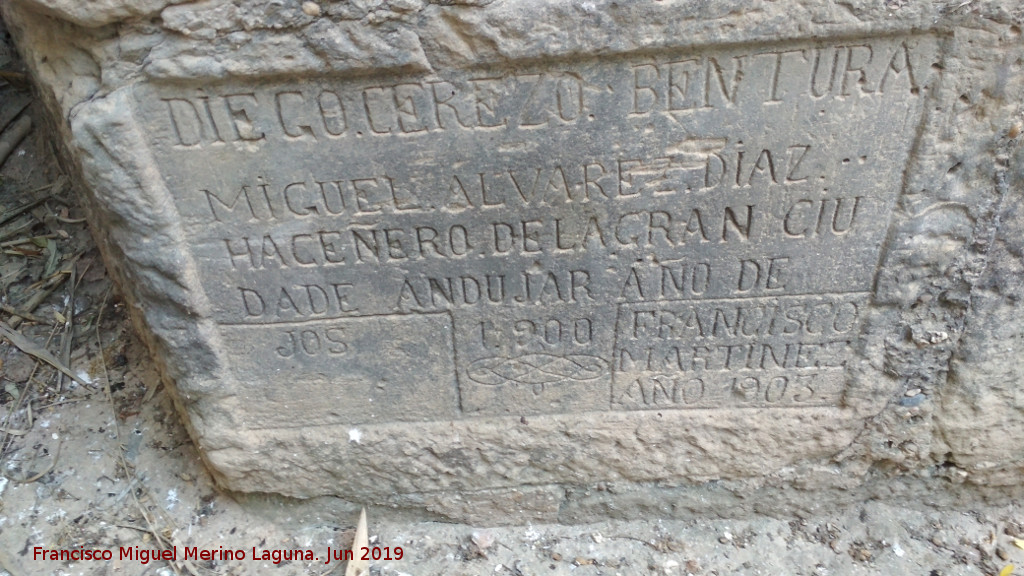 DIEGO.CEREZO. BENTURA.
MIGUEL.ALVAREZ.DIAZ.
HACENERO.DELAGRAN CIU
DADE ANDUJAR AÑO DE
JOS
1.900
FRANCISCO
MARTINEZ
AÑO 1903.
Francisco Miguel Merino Laguna. Jun 2019